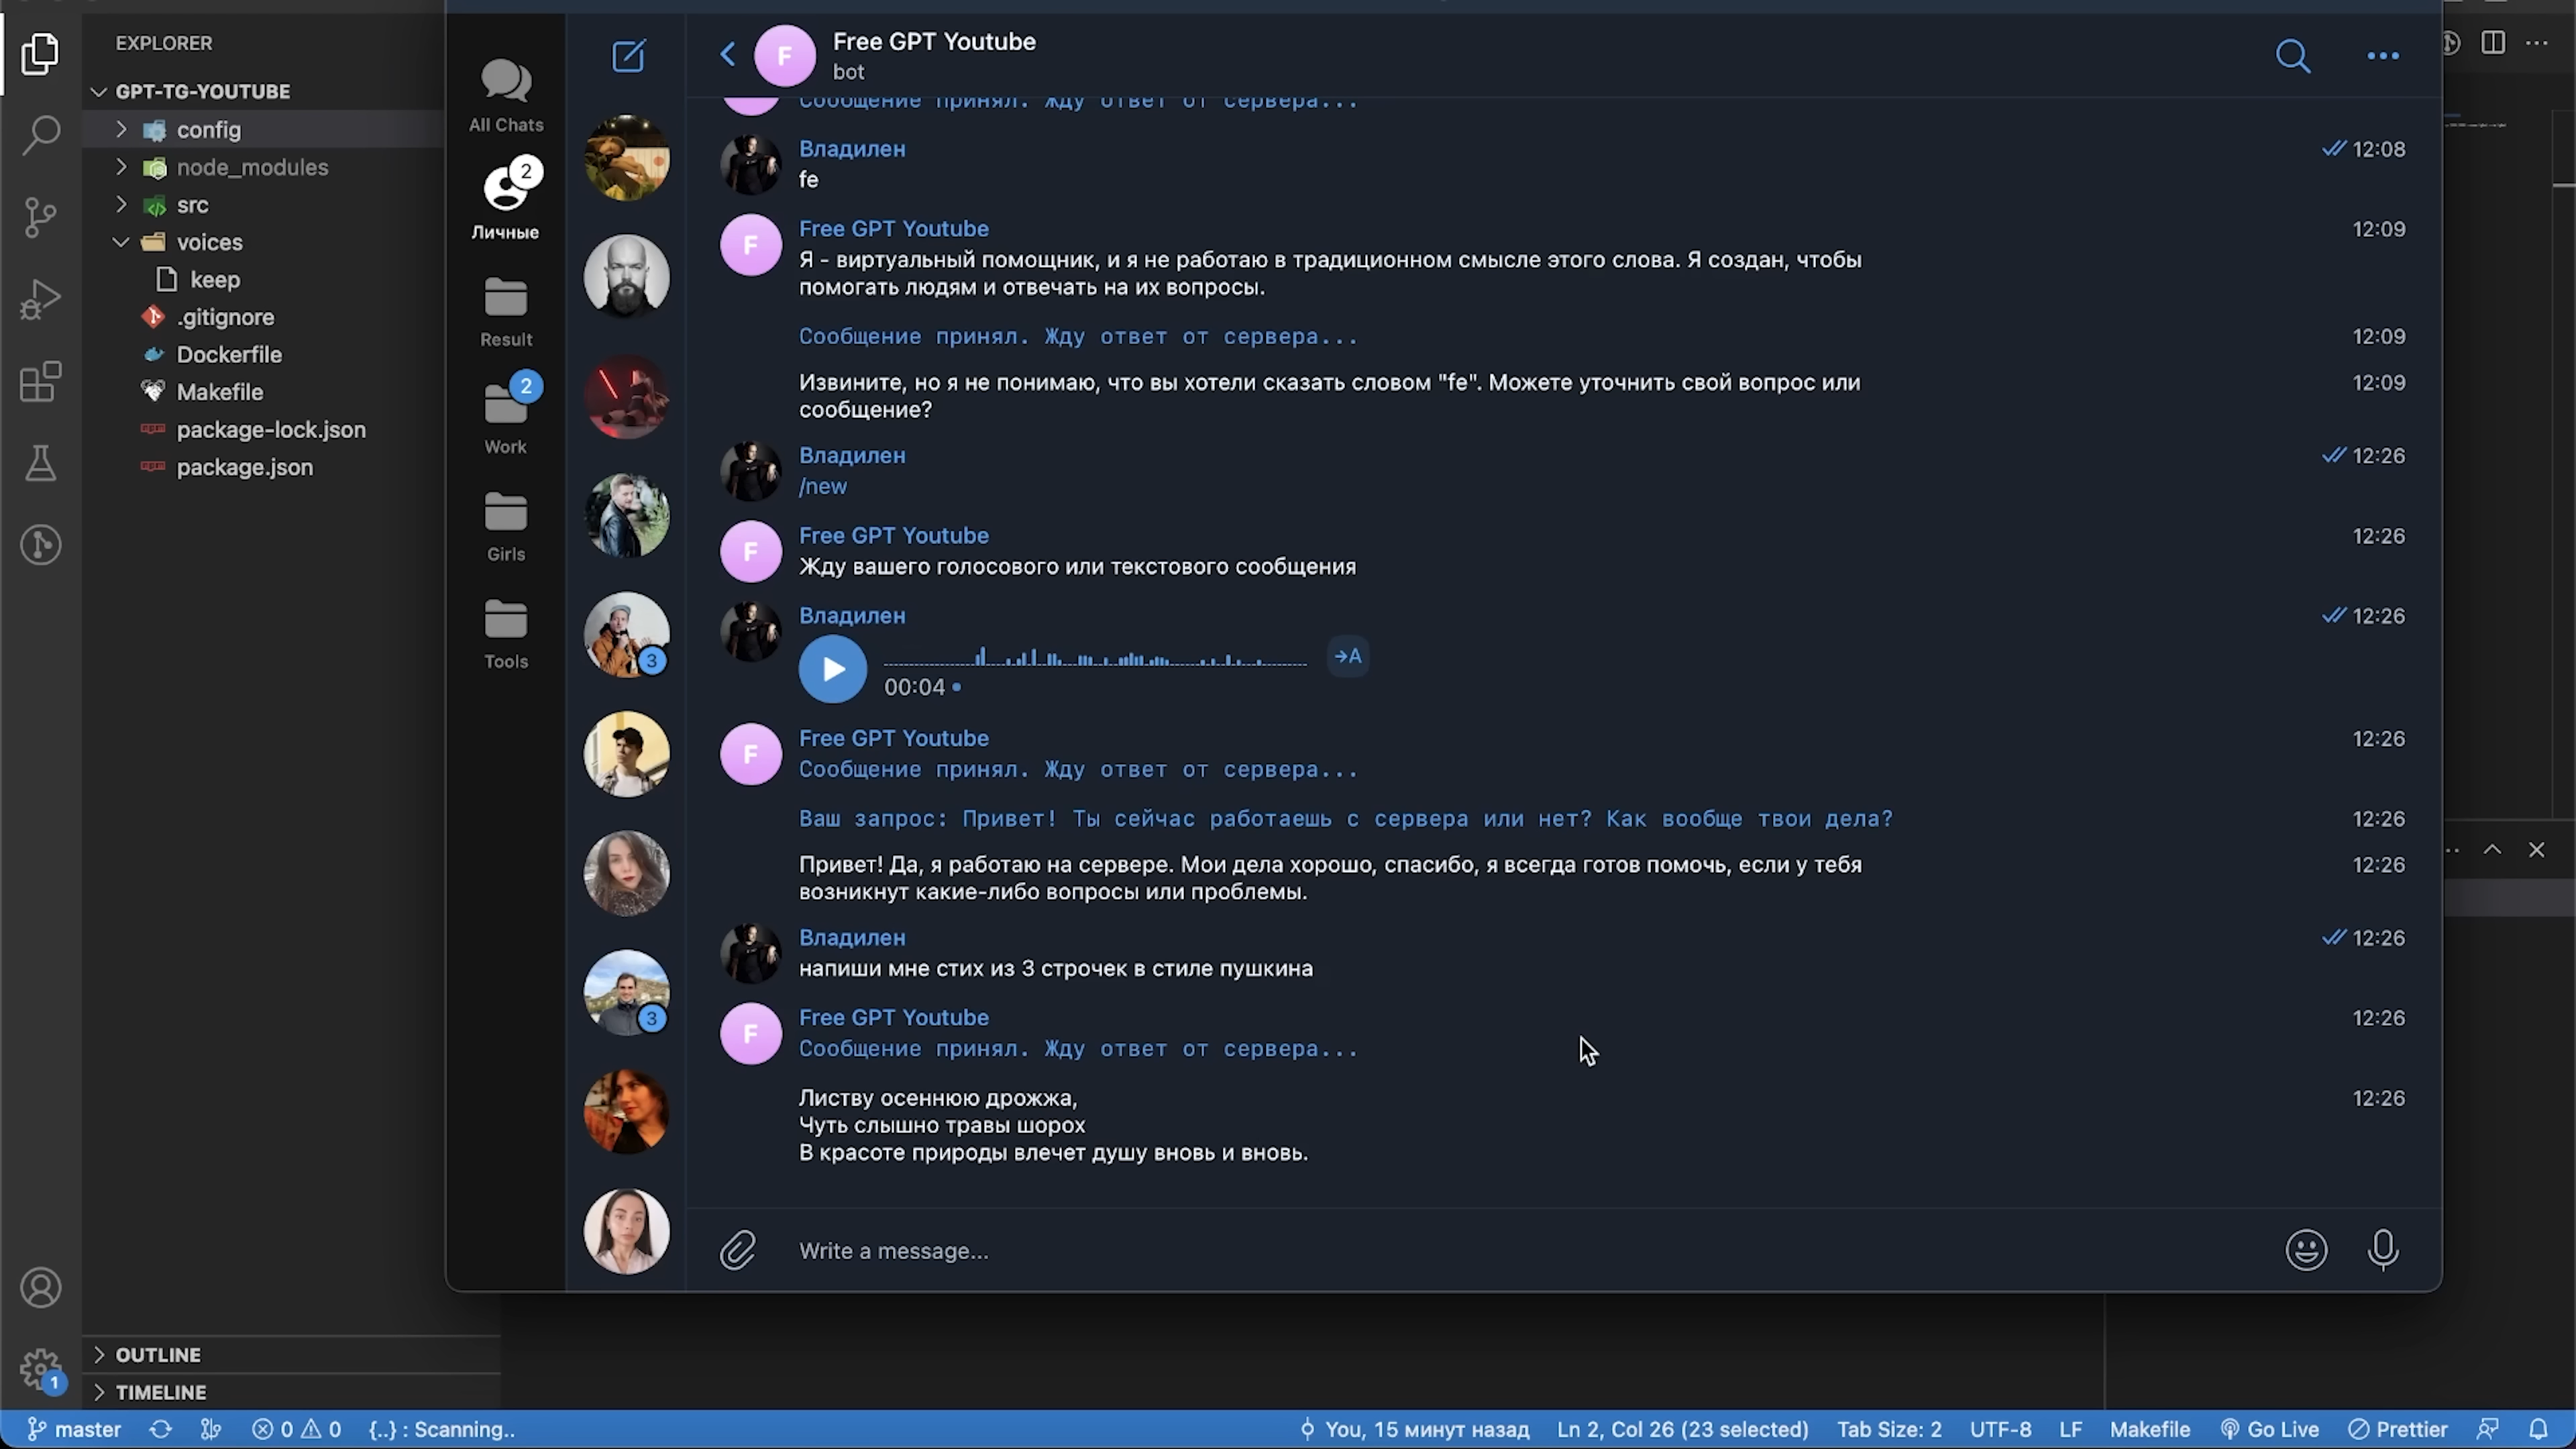 EXPLORER
GPT-TG-YOUTUBE
config
node_modules
src
voices
keep
.gitignore
Dockerfile
Makefile
package-lock.json
package.json
OUTLINE
TIMELINE
All Chats
2
Личные
Result
2
Work
Girls
Tools
3
3
F
Free GPT Youtube
bot
Сообщение принял. Жду ответ от сервера...
Владилен
12:08
fe
F
Free GPT Youtube
12:09
Я - виртуальный помощник, и я не работаю в традиционном смысле этого слова. Я создан, чтобы
помогать людям и отвечать на их вопросы.
Сообщение принял. Жду ответ от сервера...
12:09
Извините, но я не понимаю, что вы хотели сказать словом "fe". Можете уточнить свой вопрос или
12:09
сообщение?
Владилен
12:26
/new
F
Free GPT Youtube
12:26
Жду вашего голосового или текстового сообщения
Владилен
12:26
→A
00:04
F
Free GPT Youtube
12:26
Сообщение принял. Жду ответ от сервера...
Ваш запрос: Привет! Ты сейчас работаешь с сервера или нет? Как вообще твои дела?
12:26
Привет! Да, я работаю на сервере. Мои дела хорошо, спасибо, я всегда готов помочь, если у тебя
12:26
возникнут какие-либо вопросы или проблемы.
Владилен
12:26
напиши мне стих из 3 строчек в стиле пушкина
F
Free GPT Youtube
12:26
Сообщение принял. Жду ответ от сервера...
Листву осеннюю дрожжа,
12:26
Чуть слышно травы шорох
В красоте природы влечет душу вновь и вновь.
Write a message...
1
master
0 0
{..} : Scanning..
You, 15 минут назад
Ln 2, Col 26 (23 selected)
Tab Size: 2
UTF-8
LF
Makefile
Go Live
Prettier